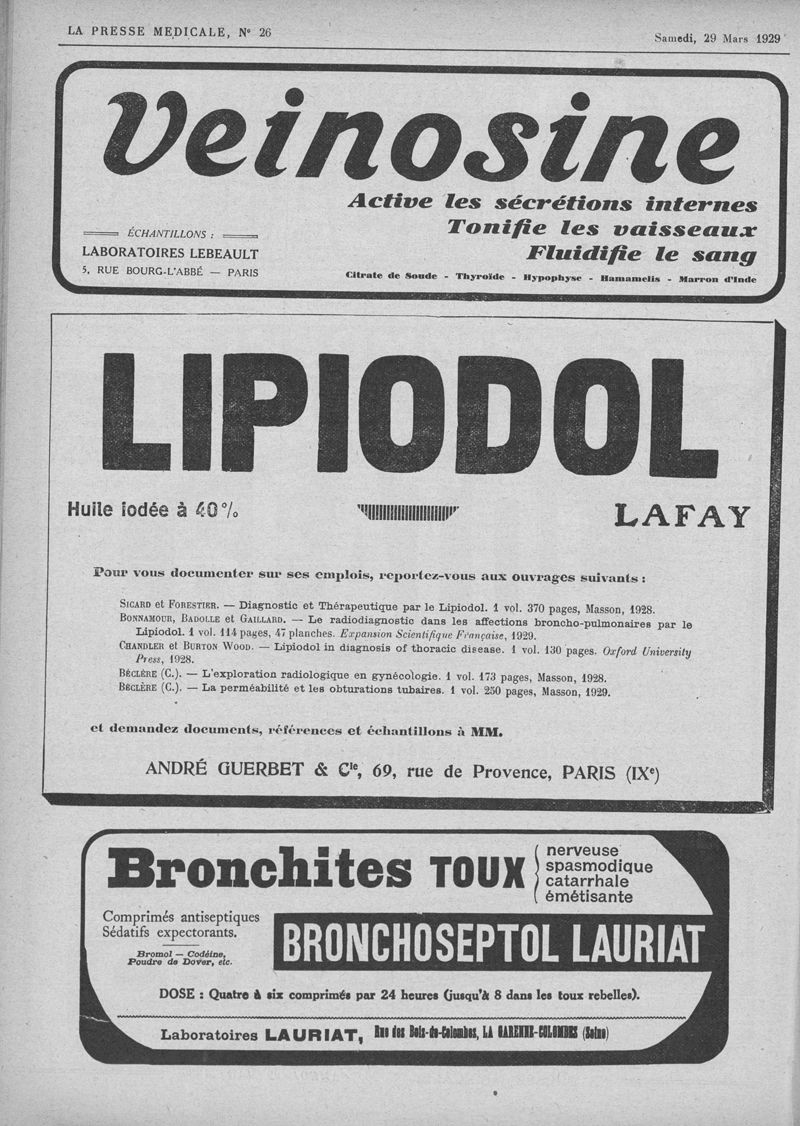 LA PRESSE MEDICALE, N° 26
Samedi, 29 Mars 1929
Veinosine
Active les sécrétions internes
Tonifie les vaisseaux
Fluidifie le sang
Citrate de Soude - Thyroïde - Hypophyse - Hamamelis - Marron d'Inde
ÉCHANTILLONS :
LABORATOIRES LEBEAULT
5, RUE BOURG-L'ABBÉ — PARIS
LIPIODOL
Huile iodée à 40%
LAFAY
Pour vous documenter sur ses emplois, reportez-vous aux ouvrages suivants :
SICARD et FORESTIER. — Diagnostic et Thérapeutique par le Lipiodol. 1 vol. 370 pages, Masson, 1928.
BONNAMOUR, BADOLLE et GAILLARD. — Le radiodiagnostic dans les affections broncho-pulmonaires par le
Lipiodol. 1 vol. 114 pages, 47 planches. Expansion Scientifique Française, 1929.
CHANDLER et BURTON WOOD. — Lipiodol in diagnosis of thoracic disease. 1 vol. 130 pages. Oxford University
Press, 1928.
BÉCLÈRE (C.). — L'exploration radiologique en gynécologie. 1 vol. 173 pages, Masson, 1928.
BÉCLÈRE (C.). — La perméabilité et les obturations tubaires. 1 vol. 250 pages, Masson, 1929.
et demandez documents, références et échantillons à MM.
ANDRÉ GUERBET & Cie, 69, rue de Provence, PARIS (IXe)
Bronchites TOUX
nerveuse
spasmodique
catarrhale
émétisante
Comprimés antiseptiques
Sédatifs expectorants.
Bromol — Codéine,
Poudre de Dover, etc.
BRONCHOSEPTOL LAURIAT
DOSE : Quatre à six comprimés par 24 heures (jusqu'à 8 dans les toux rebelles).
Laboratoires LAURIAT, Rue des Bois-de-Colombes, LA GARENNE-COLOMBES (Seine)